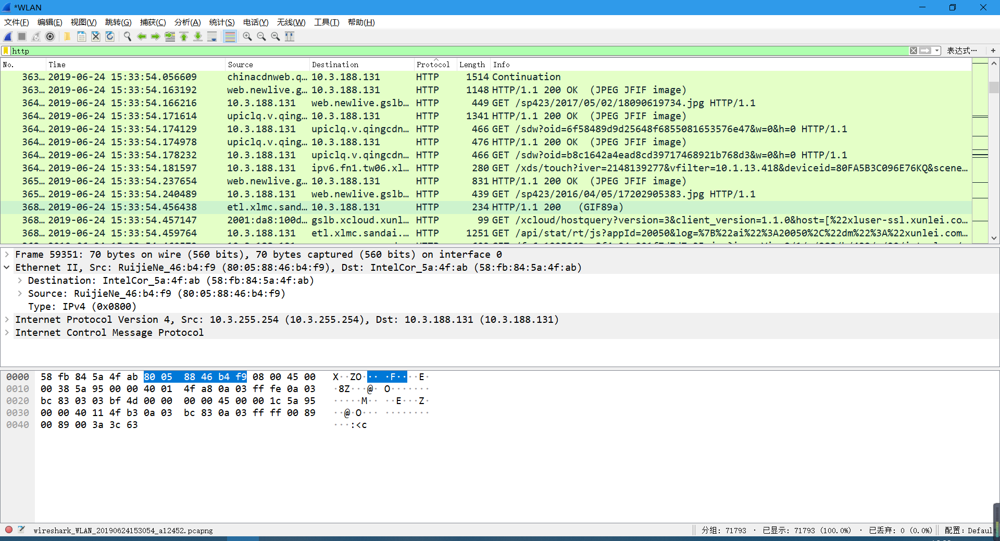 *WLAN
文件(F) 编辑(E) 视图(V) 跳转(G) 捕获(C) 分析(A) 统计(S) 电话(Y) 无线(W) 工具(T) 帮助(H)
http 表达式… +
No. Time Source Destination Protocol Length Info
363… 2019-06-24 15:33:54.056609 chinacdnweb.q… 10.3.188.131 HTTP 1514 Continuation
363… 2019-06-24 15:33:54.163192 web.newlive.g… 10.3.188.131 HTTP 1148 HTTP/1.1 200 OK  (JPEG JFIF image)
364… 2019-06-24 15:33:54.166216 10.3.188.131 web.newlive.gslb… HTTP 449 GET /sp423/2017/05/02/18090619734.jpg HTTP/1.1
364… 2019-06-24 15:33:54.171614 upiclq.v.qing… 10.3.188.131 HTTP 1341 HTTP/1.1 200 OK  (JPEG JFIF image)
364… 2019-06-24 15:33:54.174129 10.3.188.131 upiclq.v.qingcdn… HTTP 466 GET /sdw?oid=6f58489d9d25648f6855081653576e47&w=0&h=0 HTTP/1.1
364… 2019-06-24 15:33:54.174978 upiclq.v.qing… 10.3.188.131 HTTP 476 HTTP/1.1 200 OK  (JPEG JFIF image)
364… 2019-06-24 15:33:54.178232 10.3.188.131 upiclq.v.qingcdn… HTTP 466 GET /sdw?oid=b8c1642a4ead8cd39717468921b768d3&w=0&h=0 HTTP/1.1
364… 2019-06-24 15:33:54.181597 10.3.188.131 ipv6.fn1.tw06.xl… HTTP 280 GET /xds/touch?iver=2148139277&vfilter=10.1.13.418&deviceid=80FA5B3C096E76KQ&scene…
365… 2019-06-24 15:33:54.237654 web.newlive.g… 10.3.188.131 HTTP 831 HTTP/1.1 200 OK  (JPEG JFIF image)
365… 2019-06-24 15:33:54.240489 10.3.188.131 web.newlive.gslb… HTTP 439 GET /sp423/2016/04/05/17202905383.jpg HTTP/1.1
368… 2019-06-24 15:33:54.456438 etl.xlmc.sand… 10.3.188.131 HTTP 234 HTTP/1.1 200   (GIF89a)
368… 2019-06-24 15:33:54.457147 2001:da8:100d… gslb.xcloud.xunl… HTTP 99 GET /xcloud/hostquery?version=3&client_version=1.1.0&host=[%22xluser-ssl.xunlei.co…
368… 2019-06-24 15:33:54.459764 10.3.188.131 etl.xlmc.sandai.… HTTP 1251 GET /api/stat/rt/js?appId=20050&log=%7B%22ai%22%3A20050%2C%22dm%22%3A%22xunlei.com…
Frame 59351: 70 bytes on wire (560 bits), 70 bytes captured (560 bits) on interface 0
Ethernet II, Src: RuijieNe_46:b4:f9 (80:05:88:46:b4:f9), Dst: IntelCor_5a:4f:ab (58:fb:84:5a:4f:ab)
Destination: IntelCor_5a:4f:ab (58:fb:84:5a:4f:ab)
Source: RuijieNe_46:b4:f9 (80:05:88:46:b4:f9)
Type: IPv4 (0x0800)
Internet Protocol Version 4, Src: 10.3.255.254 (10.3.255.254), Dst: 10.3.188.131 (10.3.188.131)
Internet Control Message Protocol
0000 58 fb 84 5a 4f ab 80 05  88 46 b4 f9 08 00 45 00 X··ZO··· ·F····E·
0010 00 38 5a 95 00 00 40 01  4f a8 0a 03 ff fe 0a 03 ·8Z···@· O·······
0020 bc 83 03 03 bf 4d 00 00  00 00 45 00 00 1c 5a 95 ·····M·· ··E···Z·
0030 00 00 40 11 4f b3 0a 03  bc 83 0a 03 ff ff 00 89 ··@·O··· ········
0040 00 89 00 3a 3c 63 ···:<c
wireshark_WLAN_20190624153054_a12452.pcapng 分组: 71793 · 已显示: 71793 (100.0%) · 已丢弃: 0 (0.0%) 配置: Defaul